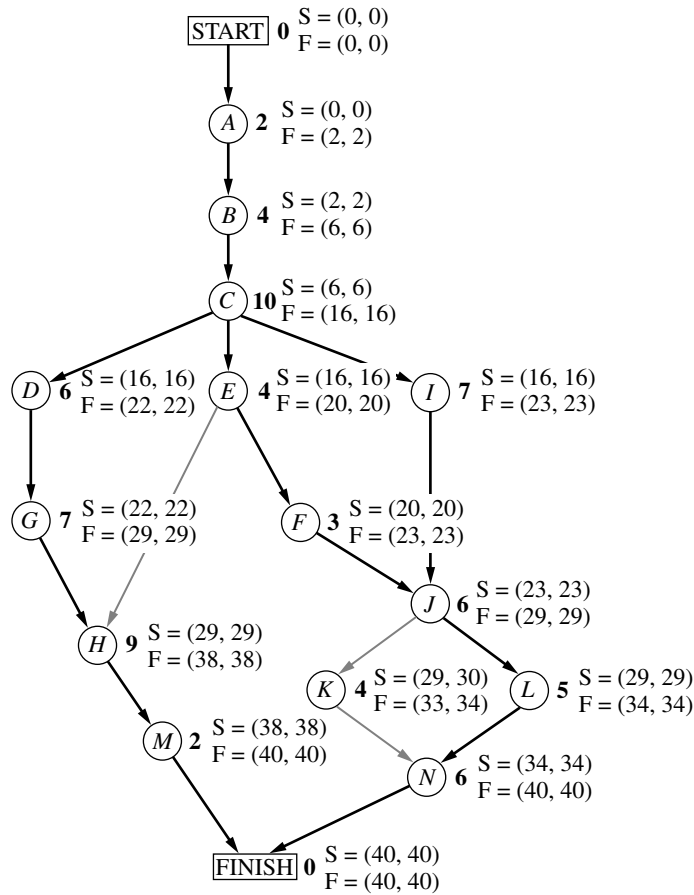 START 0 S = (0, 0)
F = (0, 0)
A 2 S = (0, 0)
F = (2, 2)
B 4 S = (2, 2)
F = (6, 6)
C 10 S = (6, 6)
F = (16, 16)
D 6 S = (16, 16)
F = (22, 22)
E 4 S = (16, 16)
F = (20, 20)
I 7 S = (16, 16)
F = (23, 23)
G 7 S = (22, 22)
F = (29, 29)
F 3 S = (20, 20)
F = (23, 23)
J 6 S = (23, 23)
F = (29, 29)
H 9 S = (29, 29)
F = (38, 38)
K 4 S = (29, 30)
F = (33, 34)
L 5 S = (29, 29)
F = (34, 34)
M 2 S = (38, 38)
F = (40, 40)
N 6 S = (34, 34)
F = (40, 40)
FINISH 0 S = (40, 40)
F = (40, 40)